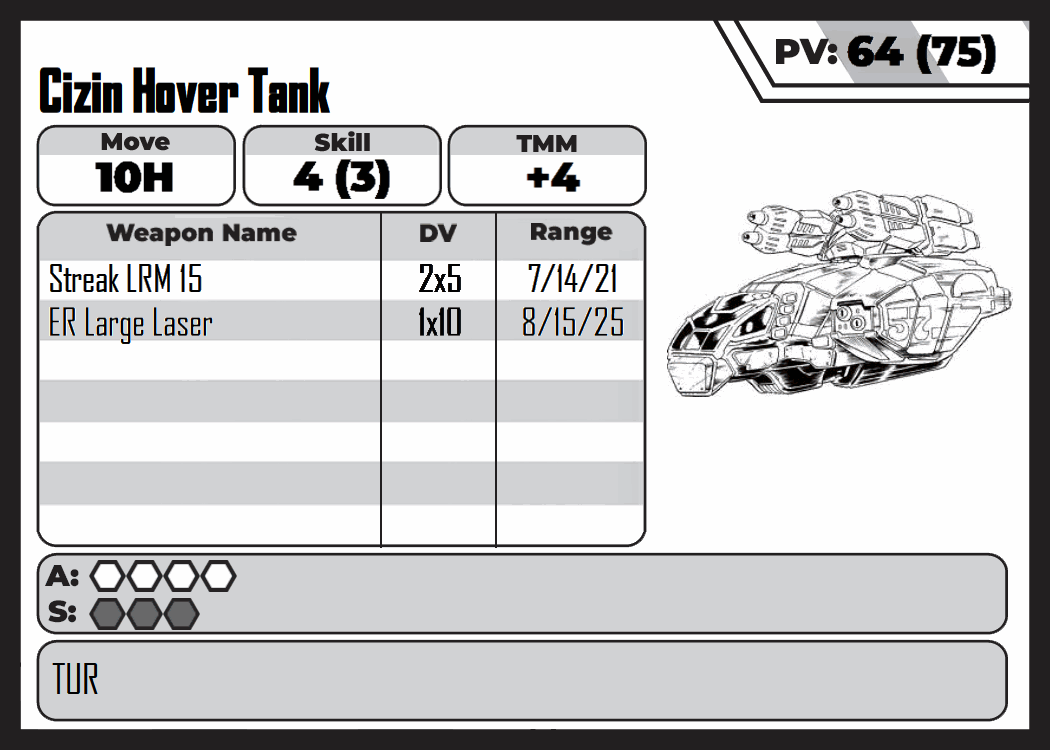 PV: 64 (75)
Cizin Hover Tank
Move Skill TMM
10H 4 (3) +4
Weapon Name DV Range
Streak LRM 15 2x5 7/14/21
ER Large Laser 1x10 8/15/25
A:
S:
TUR